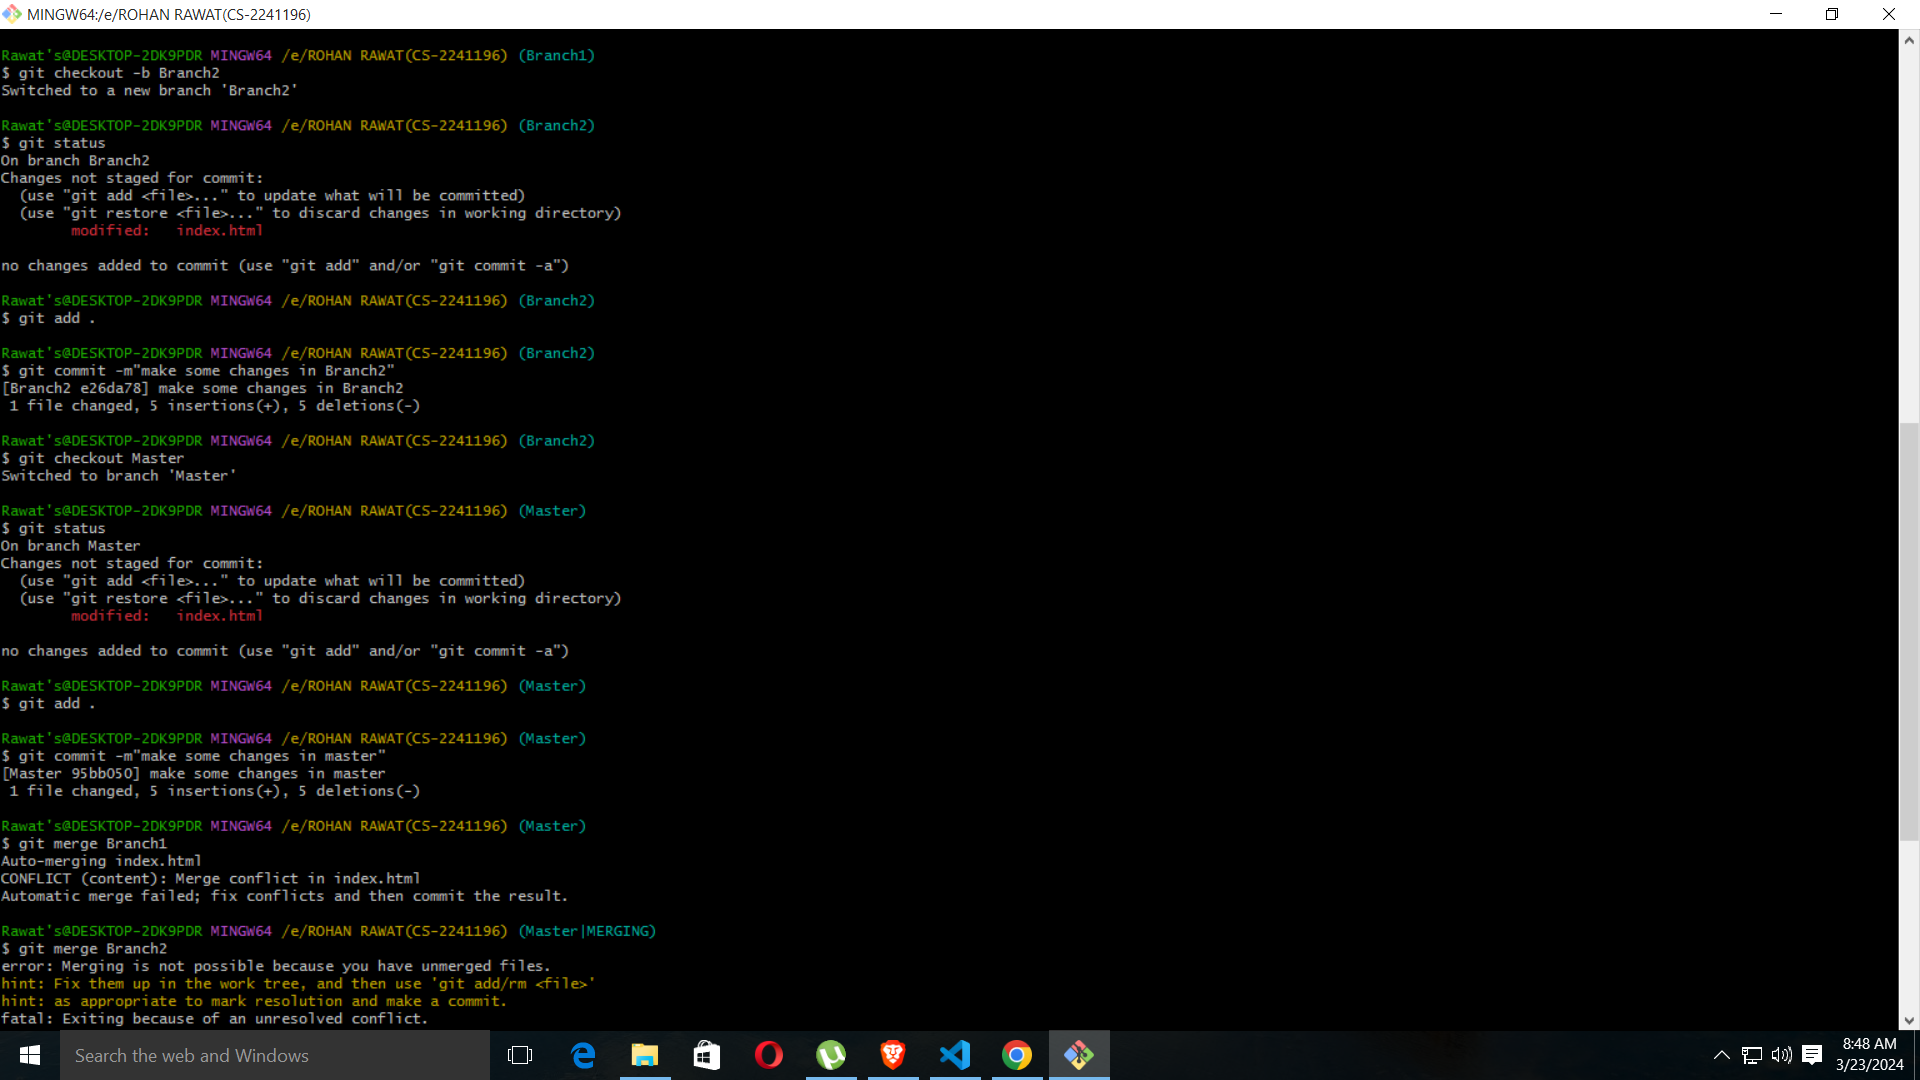 MINGW64:/e/ROHAN RAWAT(CS-2241196)
Rawat's@DESKTOP-2DK9PDR MINGW64 /e/ROHAN RAWAT(CS-2241196) (Branch1)
$ git checkout -b Branch2
Switched to a new branch 'Branch2'
Rawat's@DESKTOP-2DK9PDR MINGW64 /e/ROHAN RAWAT(CS-2241196) (Branch2)
$ git status
On branch Branch2
Changes not staged for commit:
  (use "git add <file>..." to update what will be committed)
  (use "git restore <file>..." to discard changes in working directory)
        modified:   index.html
no changes added to commit (use "git add" and/or "git commit -a")
Rawat's@DESKTOP-2DK9PDR MINGW64 /e/ROHAN RAWAT(CS-2241196) (Branch2)
$ git add .
Rawat's@DESKTOP-2DK9PDR MINGW64 /e/ROHAN RAWAT(CS-2241196) (Branch2)
$ git commit -m"make some changes in Branch2"
[Branch2 e26da78] make some changes in Branch2
 1 file changed, 5 insertions(+), 5 deletions(-)
Rawat's@DESKTOP-2DK9PDR MINGW64 /e/ROHAN RAWAT(CS-2241196) (Branch2)
$ git checkout Master
Switched to branch 'Master'
Rawat's@DESKTOP-2DK9PDR MINGW64 /e/ROHAN RAWAT(CS-2241196) (Master)
$ git status
On branch Master
Changes not staged for commit:
  (use "git add <file>..." to update what will be committed)
  (use "git restore <file>..." to discard changes in working directory)
        modified:   index.html
no changes added to commit (use "git add" and/or "git commit -a")
Rawat's@DESKTOP-2DK9PDR MINGW64 /e/ROHAN RAWAT(CS-2241196) (Master)
$ git add .
Rawat's@DESKTOP-2DK9PDR MINGW64 /e/ROHAN RAWAT(CS-2241196) (Master)
$ git commit -m"make some changes in master"
[Master 95bb050] make some changes in master
 1 file changed, 5 insertions(+), 5 deletions(-)
Rawat's@DESKTOP-2DK9PDR MINGW64 /e/ROHAN RAWAT(CS-2241196) (Master)
$ git merge Branch1
Auto-merging index.html
CONFLICT (content): Merge conflict in index.html
Automatic merge failed; fix conflicts and then commit the result.
Rawat's@DESKTOP-2DK9PDR MINGW64 /e/ROHAN RAWAT(CS-2241196) (Master|MERGING)
$ git merge Branch2
error: Merging is not possible because you have unmerged files.
hint: Fix them up in the work tree, and then use 'git add/rm <file>'
hint: as appropriate to mark resolution and make a commit.
fatal: Exiting because of an unresolved conflict.
Search the web and Windows
8:48 AM
3/23/2024